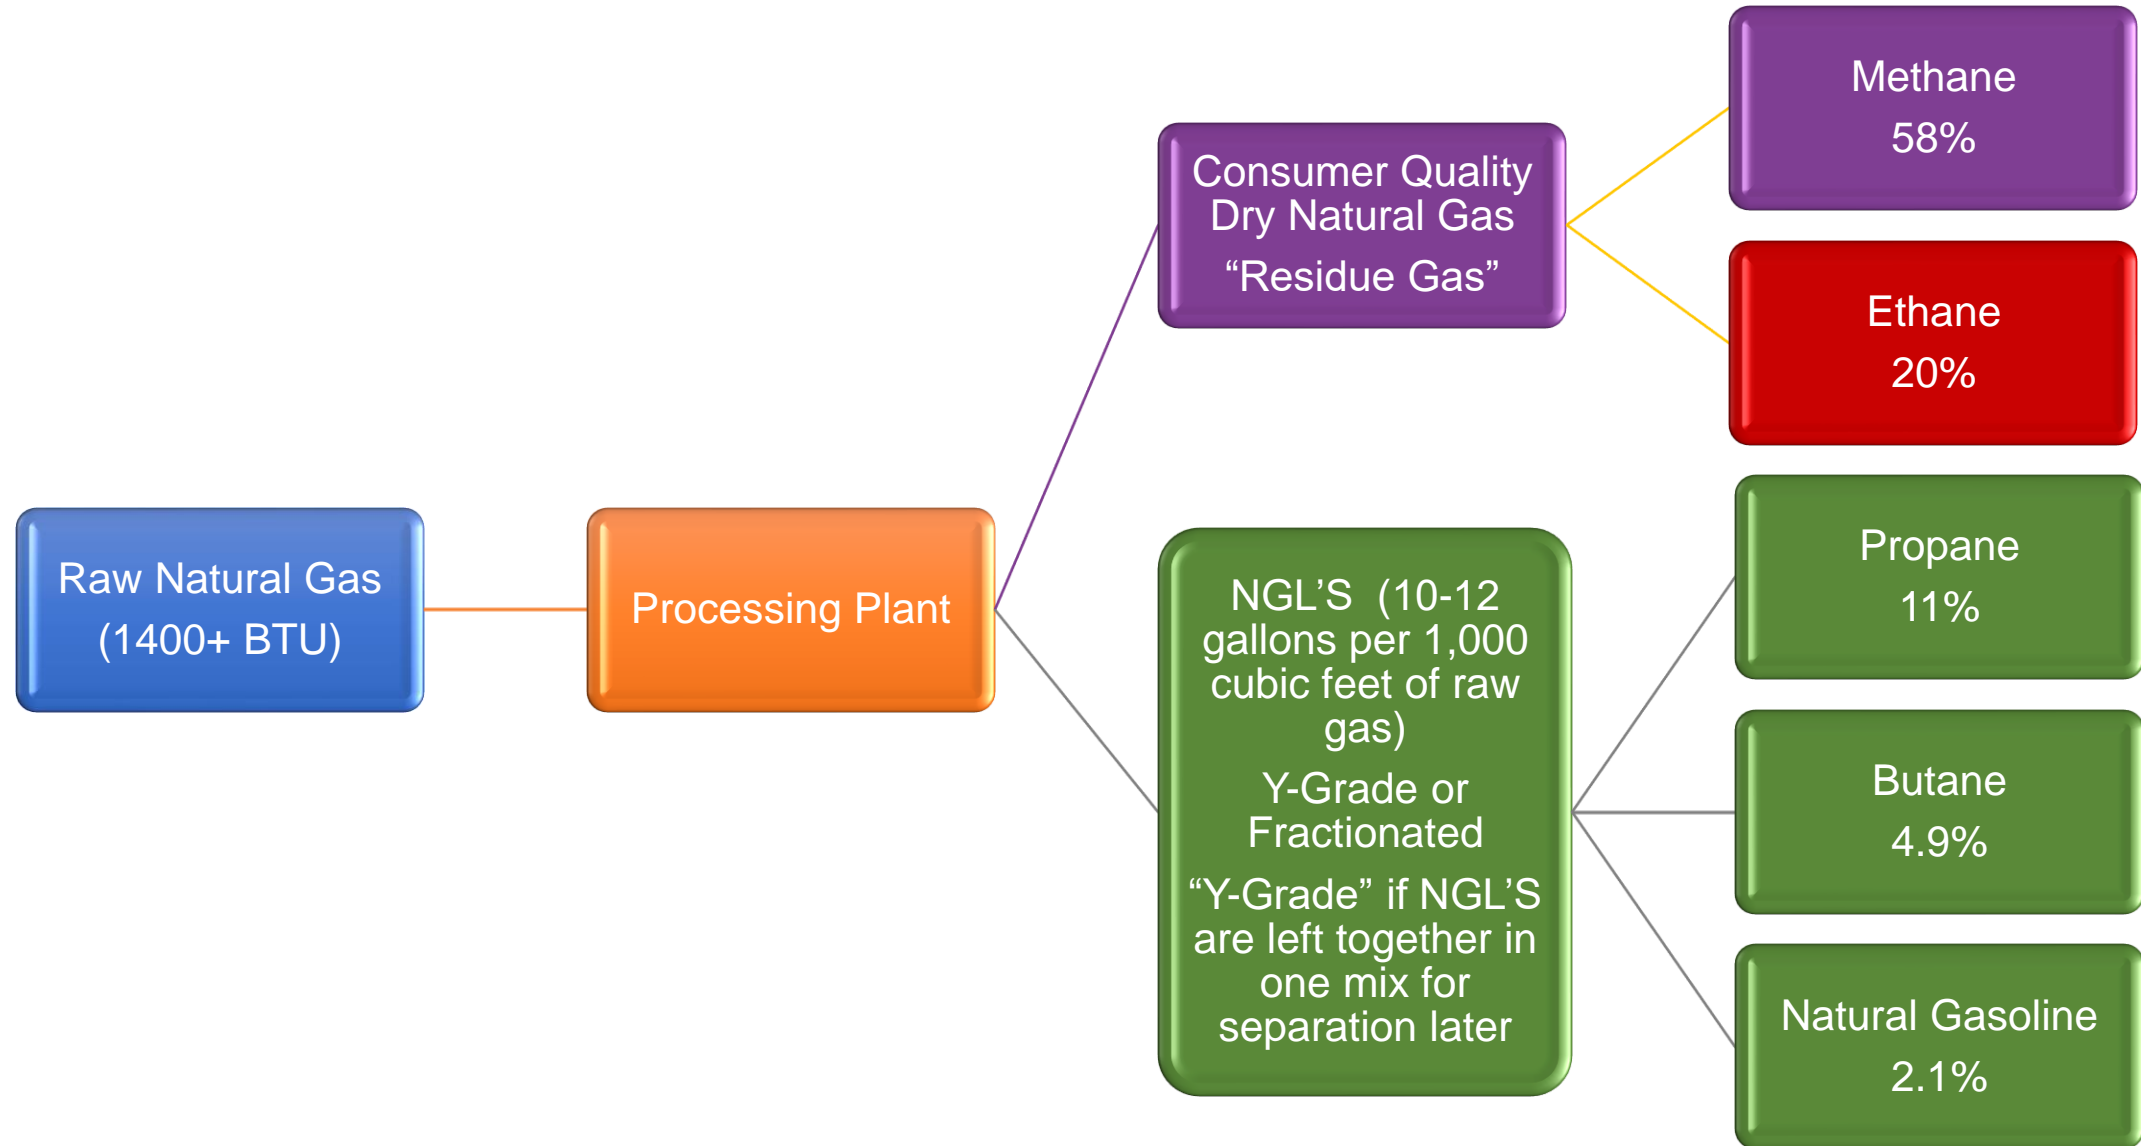 Raw Natural Gas
(1400+ BTU)
Processing Plant
Consumer Quality
Dry Natural Gas
“Residue Gas”
Methane
58%
Ethane
20%
NGL’S  (10-12
gallons per 1,000
cubic feet of raw
gas)
Y-Grade or
Fractionated
“Y-Grade” if NGL’S
are left together in
one mix for
separation later
Propane
11%
Butane
4.9%
Natural Gasoline
2.1%